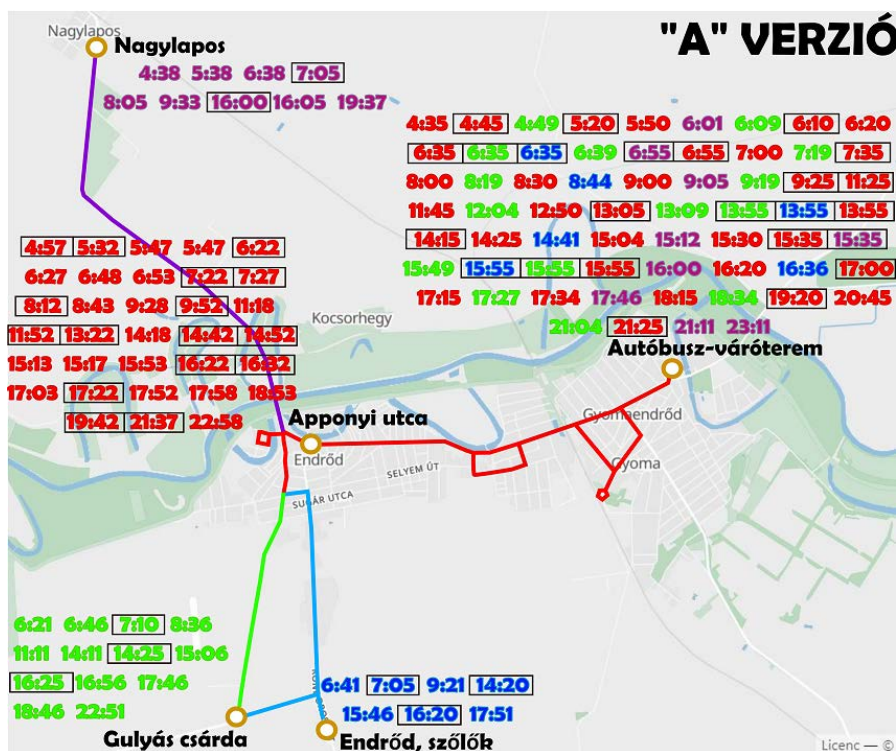 "A" VERZIÓ
Nagylapos
Nagylapos
4:38 5:38 6:38 7:05
8:05 9:33 16:00 16:05 19:37
4:35 4:45 4:49 5:20 5:50 6:01 6:09 6:10 6:20
6:35 6:35 6:35 6:39 6:55 6:55 7:00 7:19 7:35
8:00 8:19 8:30 8:44 9:00 9:05 9:19 9:25 11:25
11:45 12:04 12:50 13:05 13:09 13:55 13:55 13:55
14:15 14:25 14:41 15:04 15:12 15:30 15:35 15:35
15:49 15:55 15:55 15:55 16:00 16:20 16:36 17:00
17:15 17:27 17:34 17:46 18:15 18:34 19:20 20:45
21:04 21:25 21:11 23:11
Autóbusz-váróterem
4:57 5:32 5:47 5:47 6:22
6:27 6:48 6:53 7:22 7:27
8:12 8:43 9:28 9:52 11:18
11:52 13:22 14:18 14:42 14:52
15:13 15:17 15:53 16:22 16:32
17:03 17:22 17:52 17:58 18:53
19:42 21:37 22:58
Kocsorhegy
Apponyi utca
Endrőd
Gyomaendrőd
Gyoma
SELYEM ÚT
SUGÁR UTCA
6:21 6:46 7:10 8:36
11:11 14:11 14:25 15:06
16:25 16:56 17:46
18:46 22:51
Gulyás csárda
6:41 7:05 9:21 14:20
15:46 16:20 17:51
Endrőd, szőlők
Licenc — ©